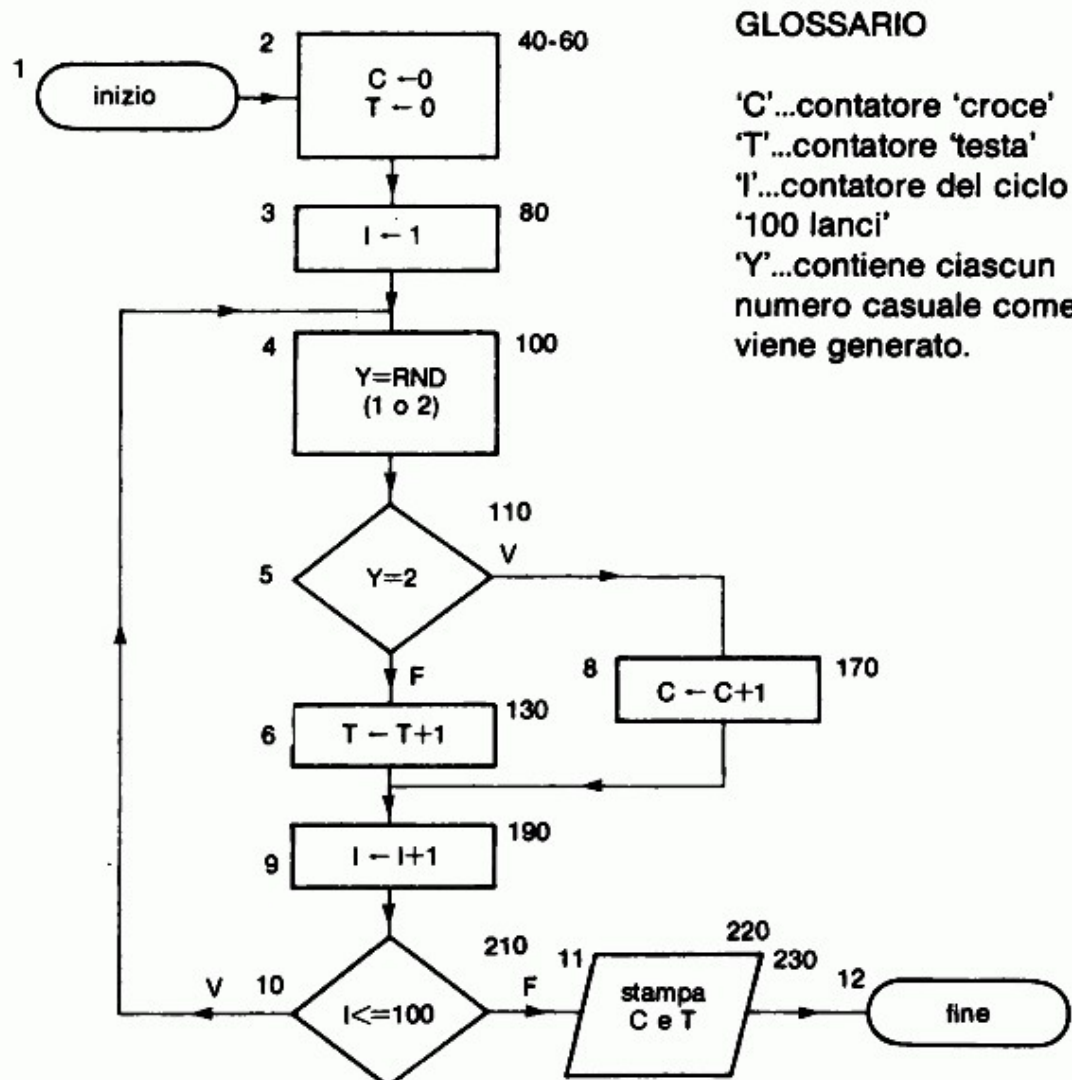 GLOSSARIO
'C'...contatore 'croce'
'T'...contatore 'testa'
'I'...contatore del ciclo
'100 lanci'
'Y'...contiene ciascun
numero casuale come
viene generato.
1
inizio
2
40-60
C ←0
T ← 0
3
80
I ← 1
4
100
Y=RND
(1 o 2)
110
V
5
Y=2
F
8
170
C ← C+1
130
6
T ← T+1
190
9
I ← I+1
V
10
210
I<=100
F
11
220
230
stampa
C e T
12
fine